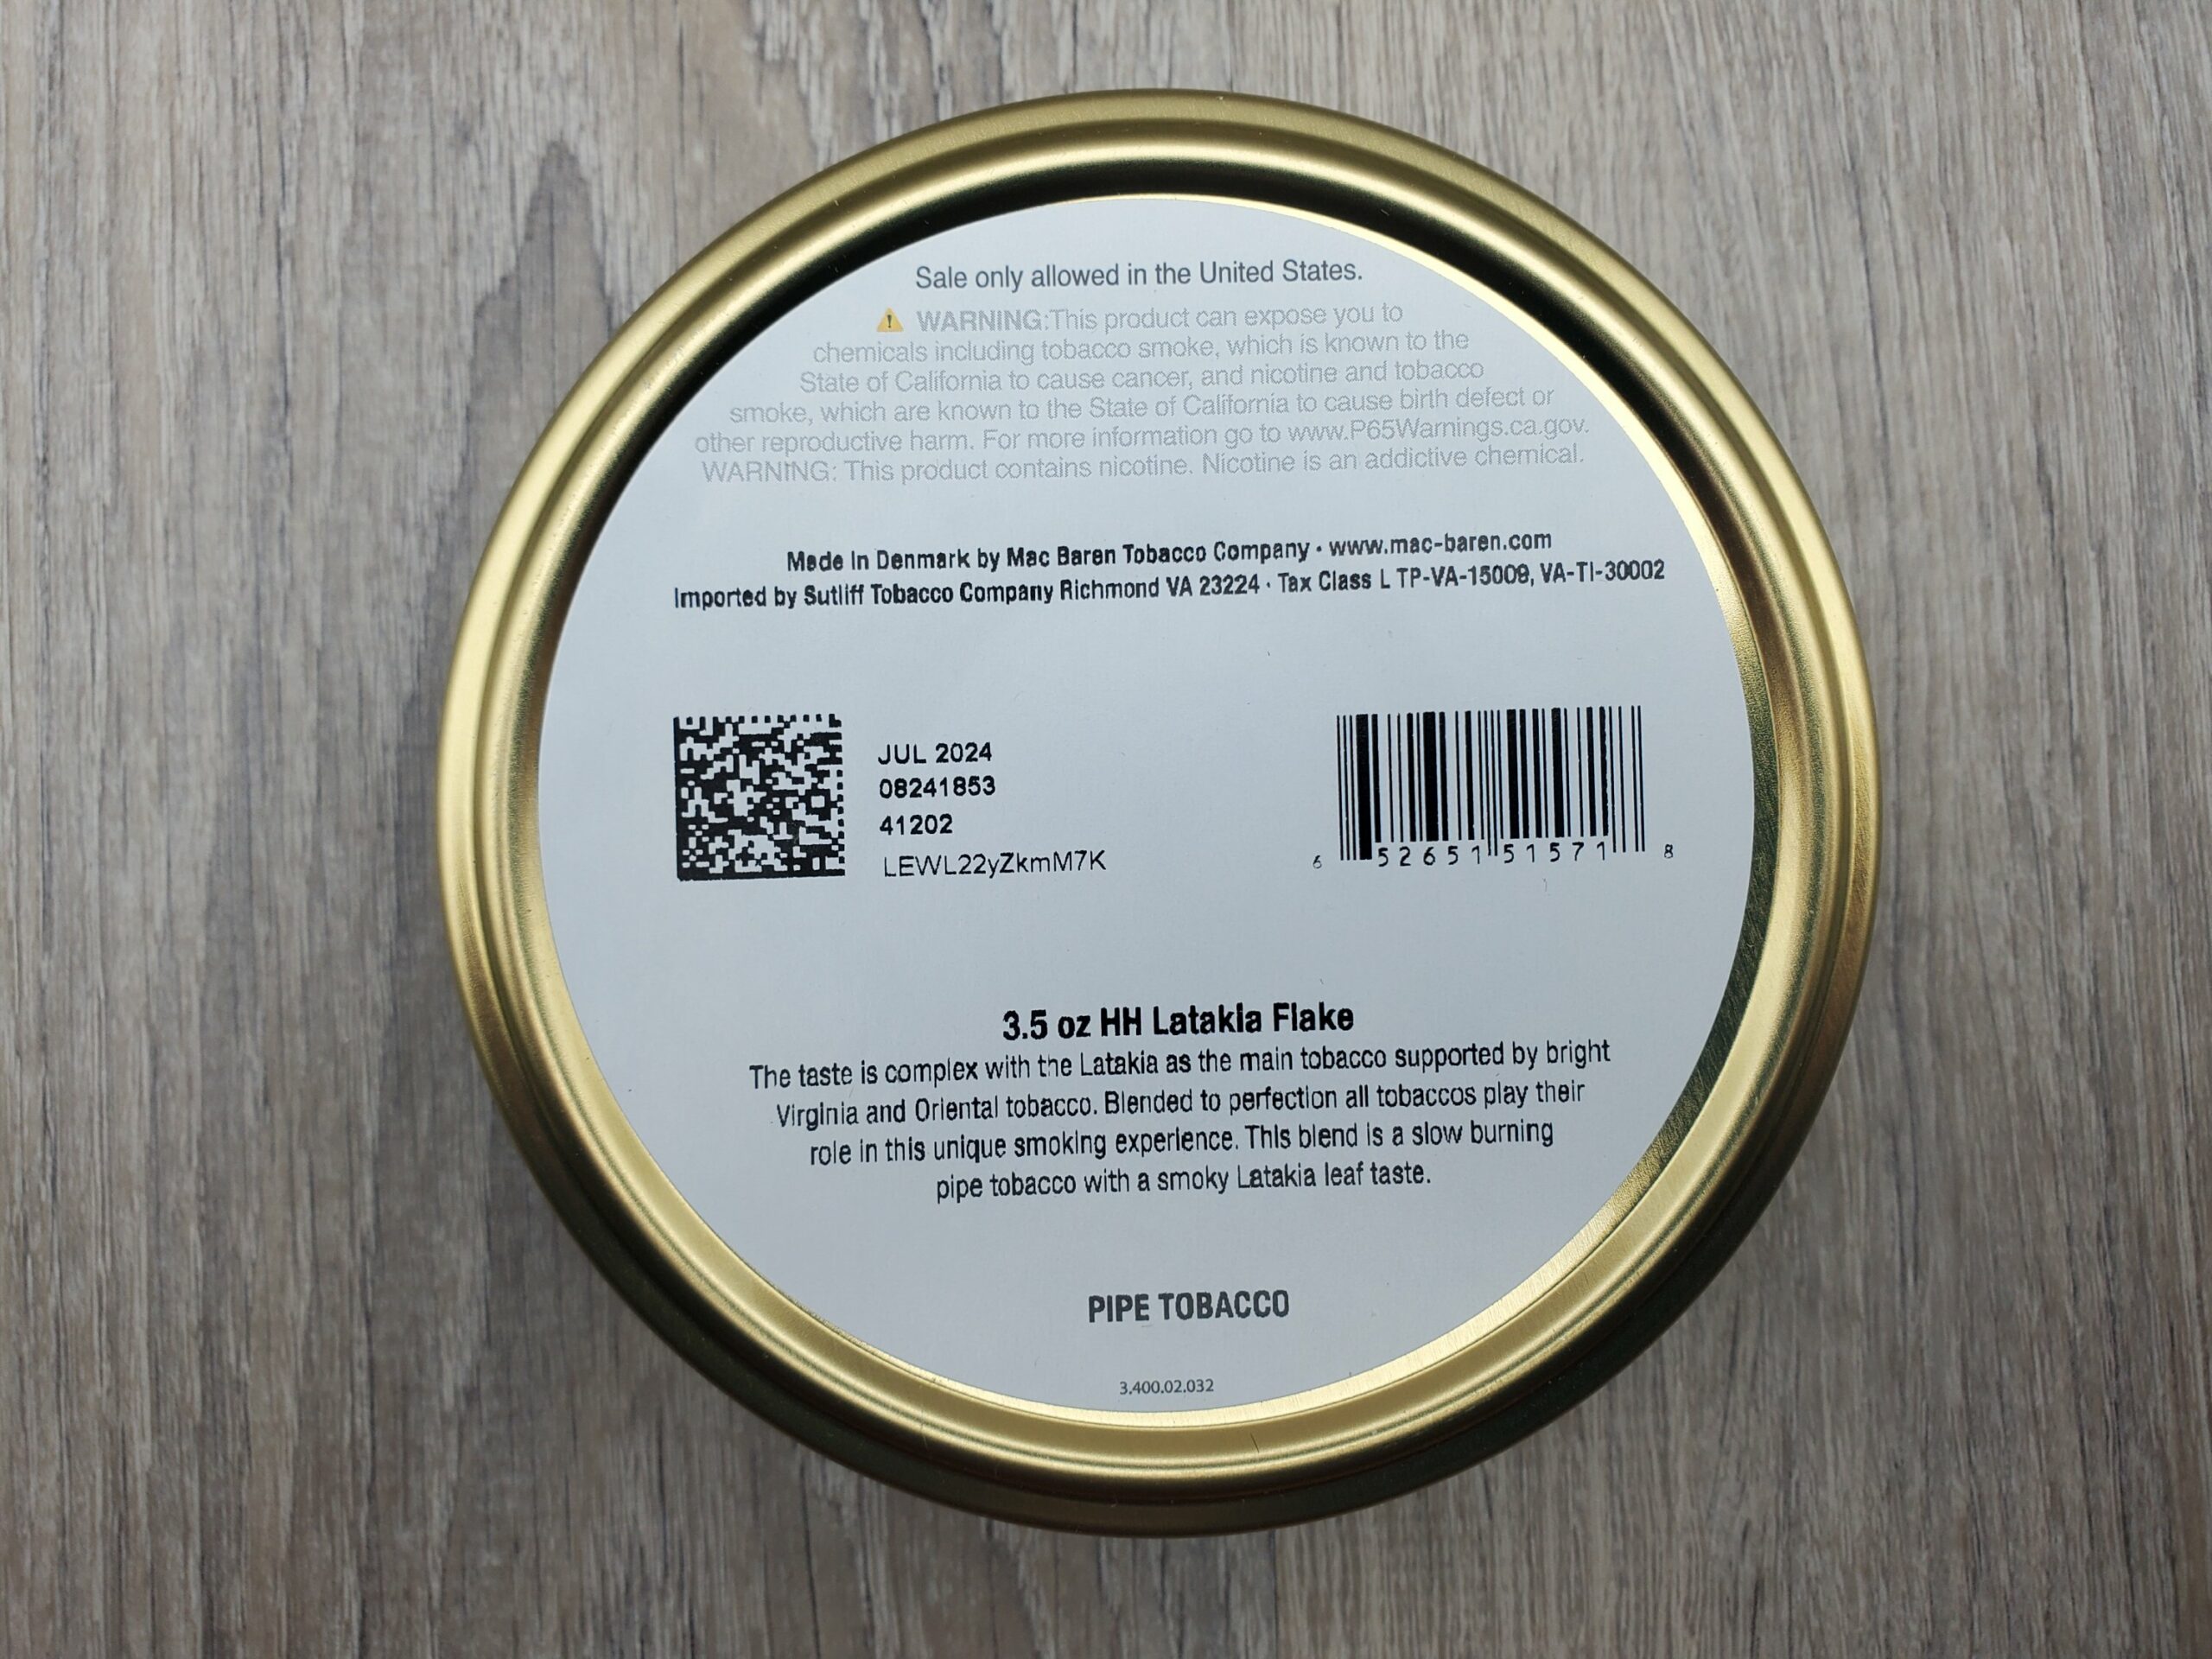 Sale only allowed in the United States.
WARNING:This product can expose you to
chemicals including tobacco smoke, which is known to the
State of California to cause cancer, and nicotine and tobacco
smoke, which are known to the State of California to cause birth defect or
other reproductive harm. For more information go to www.P65Warnings.ca.gov.
WARNING: This product contains nicotine. Nicotine is an addictive chemical.
Made In Denmark by Mac Baren Tobacco Company · www.mac-baren.com
Imported by Sutliff Tobacco Company Richmond VA 23224 · Tax Class L TP-VA-15009, VA-TI-30002
JUL 2024
08241853
41202
LEWL22yZkmM7K
6 52651 51571 8
3.5 oz HH Latakia Flake
The taste is complex with the Latakia as the main tobacco supported by bright
Virginia and Oriental tobacco. Blended to perfection all tobaccos play their
role in this unique smoking experience. This blend is a slow burning
pipe tobacco with a smoky Latakia leaf taste.
PIPE TOBACCO
3.400.02.032